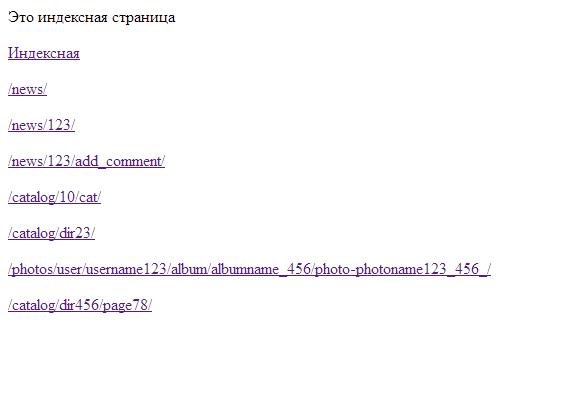 Это индексная страница
Индексная
/news/
/news/123/
/news/123/add_comment/
/catalog/10/cat/
/catalog/dir23/
/photos/user/username123/album/albumname_456/photo-photoname123_456_/
/catalog/dir456/page78/